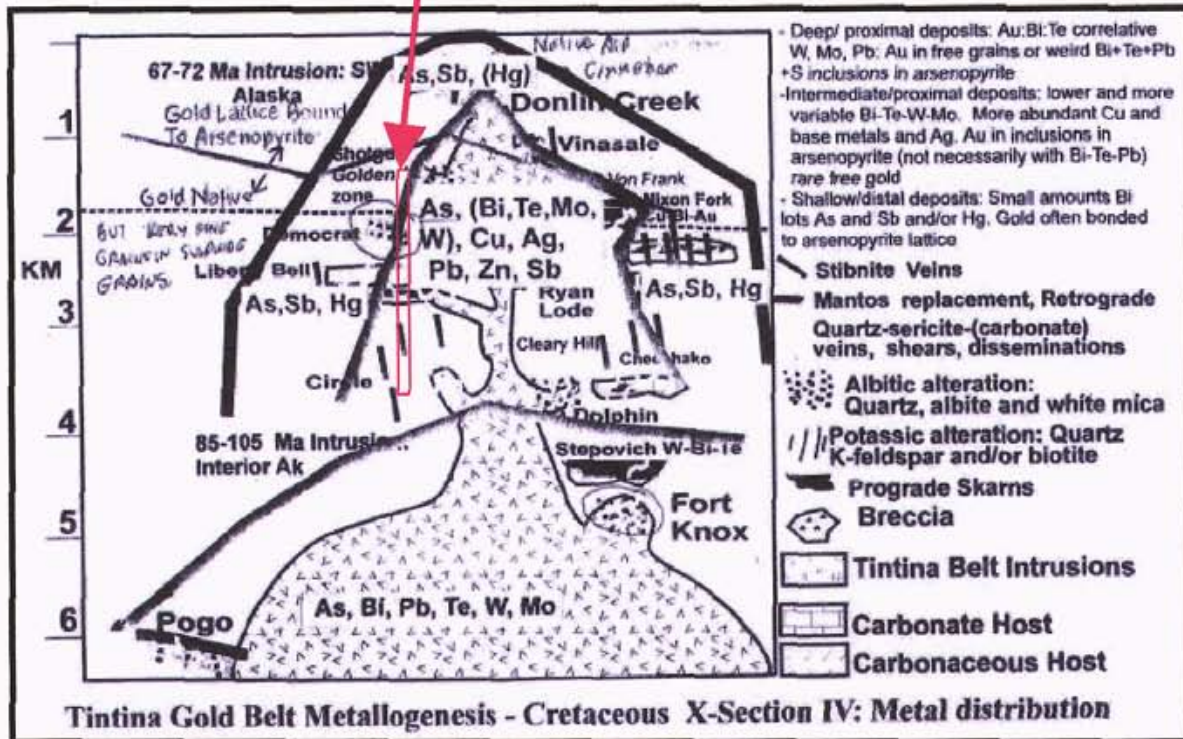 Native
Cinnabar
67-72 Ma Intrusion: SW
Alaska
As,Sb, (Hg)
Donlin Creek
Gold Lattice Bound
To Arsenopyrite
Vinasale
Golden
zone
Von Frank
Gold Native
Nixon Fork
Cu-Bi-Au
BUT VERY FINE
GRAINS IN
GRAINS
Democrat
As, (Bi,Te,Mo,
W), Cu, Ag,
Pb, Zn, Sb
Bell
As,Sb, Hg
Ryan
Lode
As,Sb, Hg
Cleary Hill
Circle
Dolphin
85-105 Ma
Interior Ak
Stepovich W-Bi-Te
Fort
Knox
As, Bi, Pb, Te, W, Mo
Pogo
1
2
KM
3
4
5
6
- Deep/ proximal deposits: Au:Bi:Te correlative
W, Mo, Pb: Au in free grains or weird Bi+Te+Pb
+S inclusions in arsenopyrite
-Intermediate/proximal deposits: lower and more
variable Bi-Te-W-Mo. More abundant Cu and
base metals and Ag. Au in inclusions in
arsenopyrite (not necessarily with Bi-Te-Pb)
rare free gold
- Shallow/distal deposits: Small amounts Bi
lots As and Sb and/or Hg. Gold often bonded
to arsenopyrite lattice
Stibnite Veins
Mantos replacement, Retrograde
Quartz-sericite-(carbonate)
veins, shears, disseminations
Albitic alteration:
Quartz, albite and white mica
Potassic alteration: Quartz
K-feldspar and/or biotite
Prograde Skarns
Breccia
Tintina Belt Intrusions
Carbonate Host
Carbonaceous Host
Tintina Gold Belt Metallogenesis - Cretaceous X-Section IV: Metal distribution